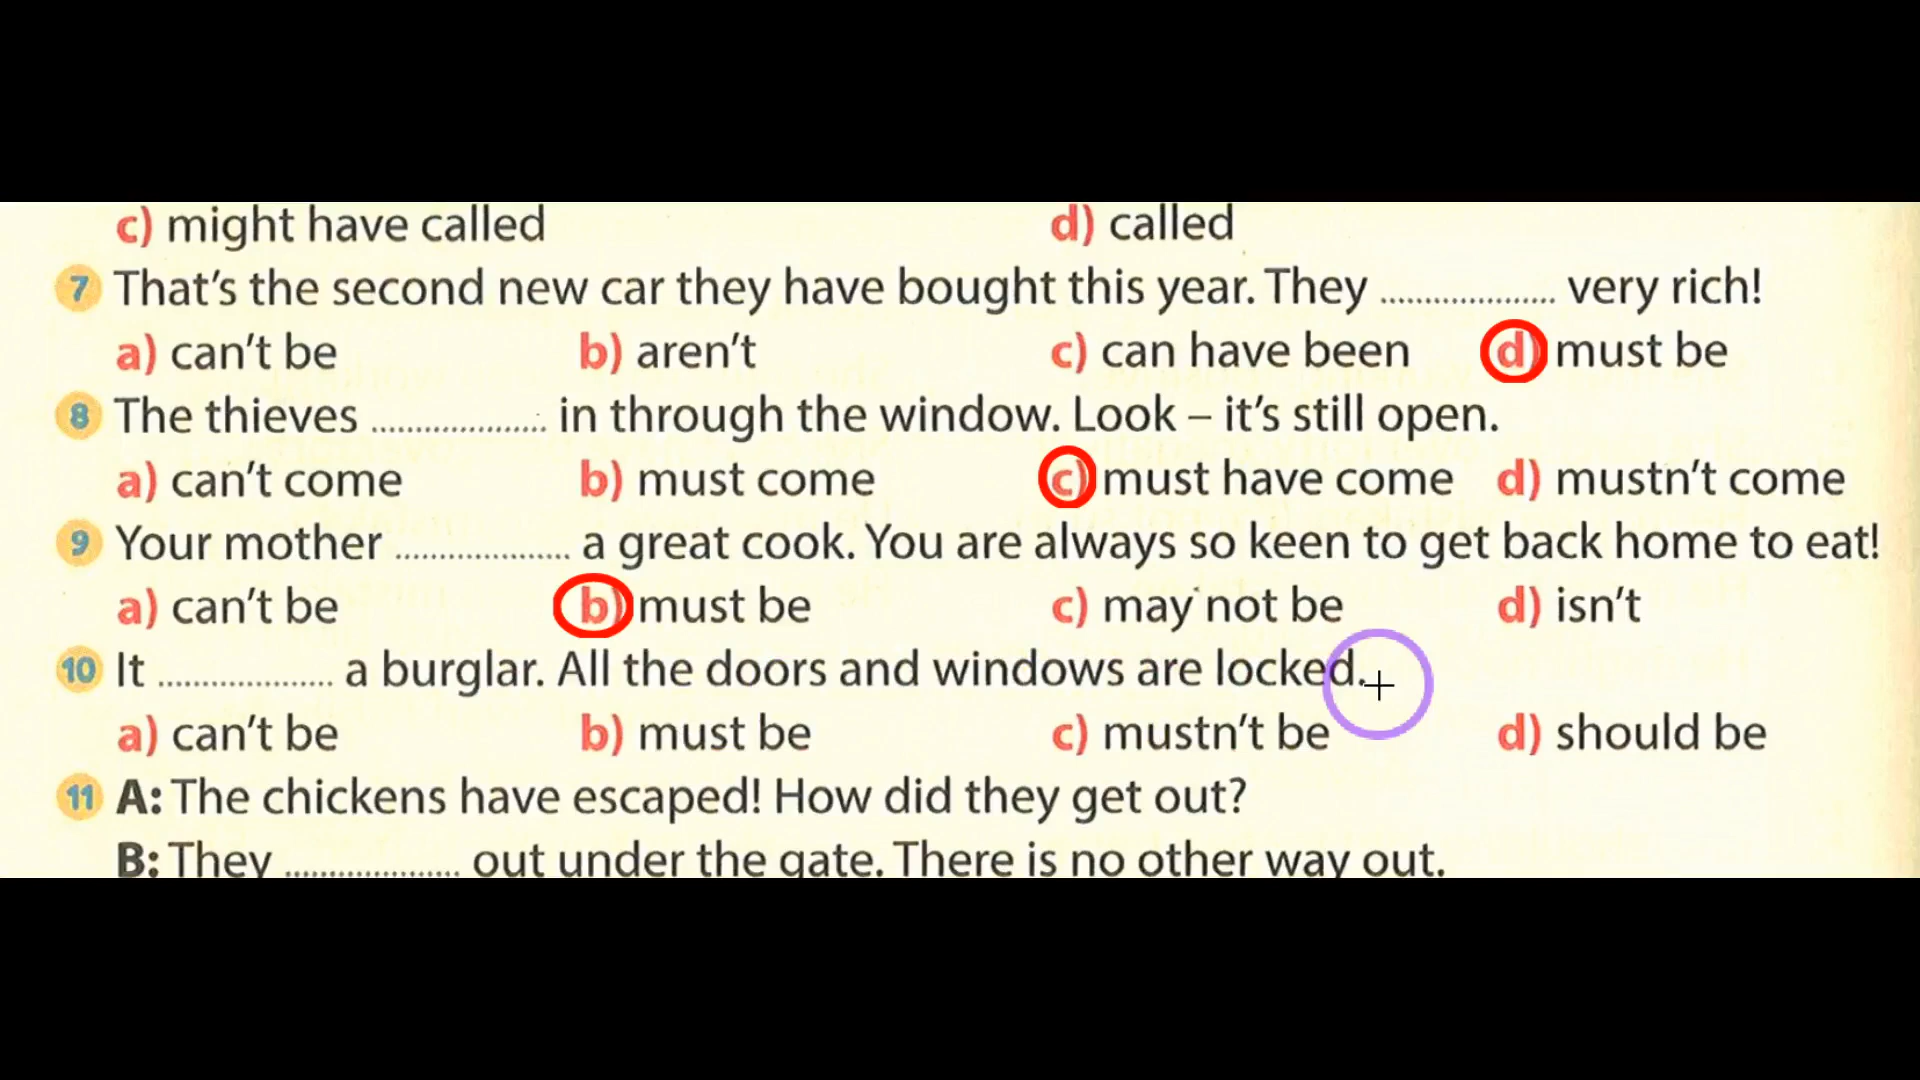 c) might have called d) called
7 That's the second new car they have bought this year. They .................... very rich!
a) can't be b) aren't c) can have been d) must be
8 The thieves .................... in through the window. Look – it's still open.
a) can't come b) must come c) must have come d) mustn't come
9 Your mother .................... a great cook. You are always so keen to get back home to eat!
a) can't be b) must be c) may not be d) isn't
10 It .................... a burglar. All the doors and windows are locked.
a) can't be b) must be c) mustn't be d) should be
11 A: The chickens have escaped! How did they get out?
B: They .................... out under the gate. There is no other way out.